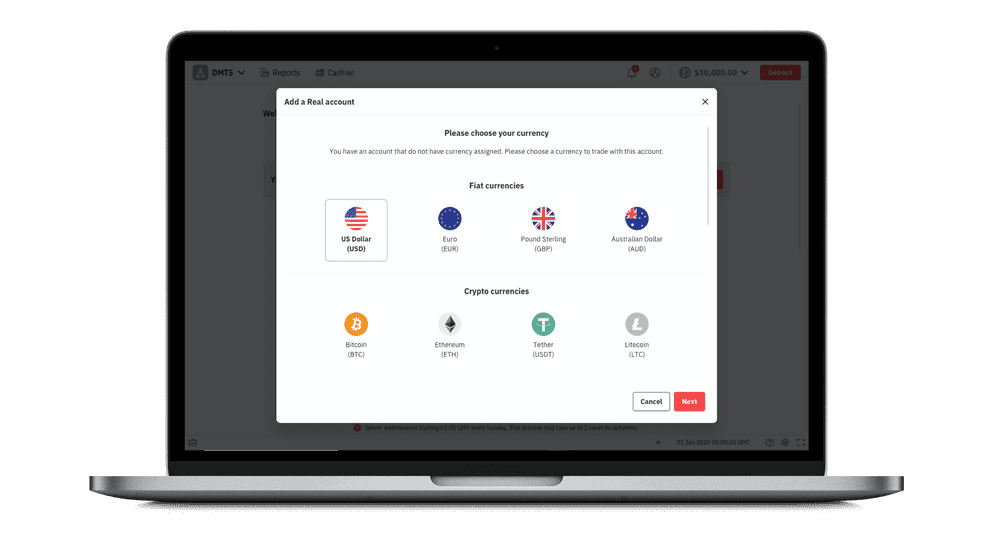 DMT5
Reports
Cashier
1
$10,000.00
Deposit
Wel
Add a Real account
Please choose your currency
You have an account that do not have currency assigned. Please choose a currency to trade with this account.
Y
Fiat currencies
US Dollar
(USD)
Euro
(EUR)
Pound Sterling
(GBP)
Australian Dollar
(AUD)
Crypto currencies
Bitcoin
(BTC)
Ethereum
(ETH)
Tether
(USDT)
Litecoin
(LTC)
Cancel
Next
Server maintenance starting 03:00 GMT every Sunday. This process may take up to 2 hours to complete.
01 Jan 2020 00:00:00 GMT